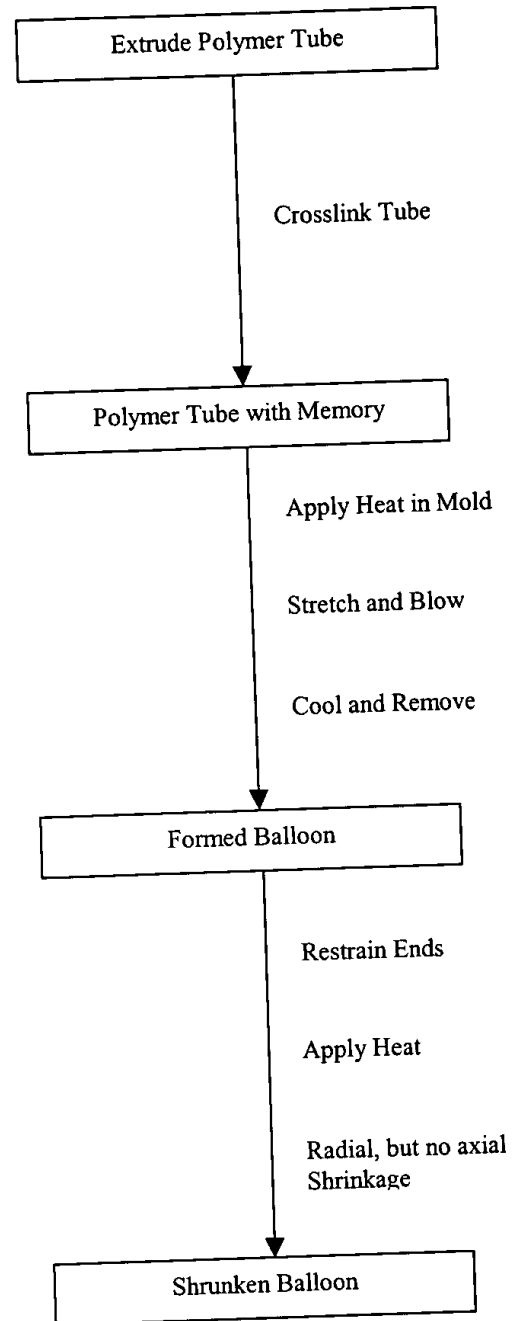 Extrude Polymer Tube
Crosslink Tube
Polymer Tube with Memory
Apply Heat in Mold
Stretch and Blow
Cool and Remove
Formed Balloon
Restrain Ends
Apply Heat
Radial, but no axial
Shrinkage
Shrunken Balloon